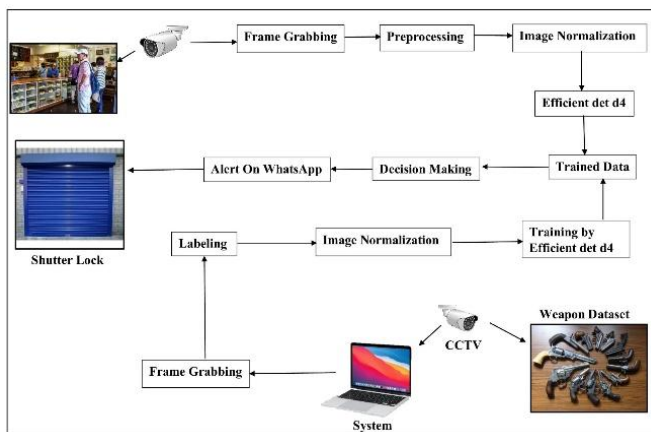 Frame Grabbing
Preprocessing
Image Normalization
Efficient det d4
Alert On WhatsApp
Decision Making
Trained Data
Shutter Lock
Labeling
Image Normalization
Training by
Efficient det d4
Weapon Dataset
CCTV
Frame Grabbing
System